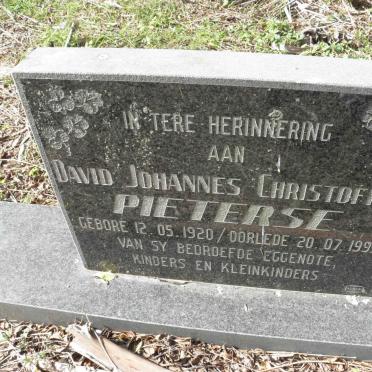 IN TERE HERINNERING
AAN
DAVID JOHANNES CHRISTOFF
PIETERSE
GEBORE 12.05.1920 / OORLEDE 20.07.199
VAN SY BEDROEFDE EGGENOTE,
KINDERS EN KLEINKINDERS